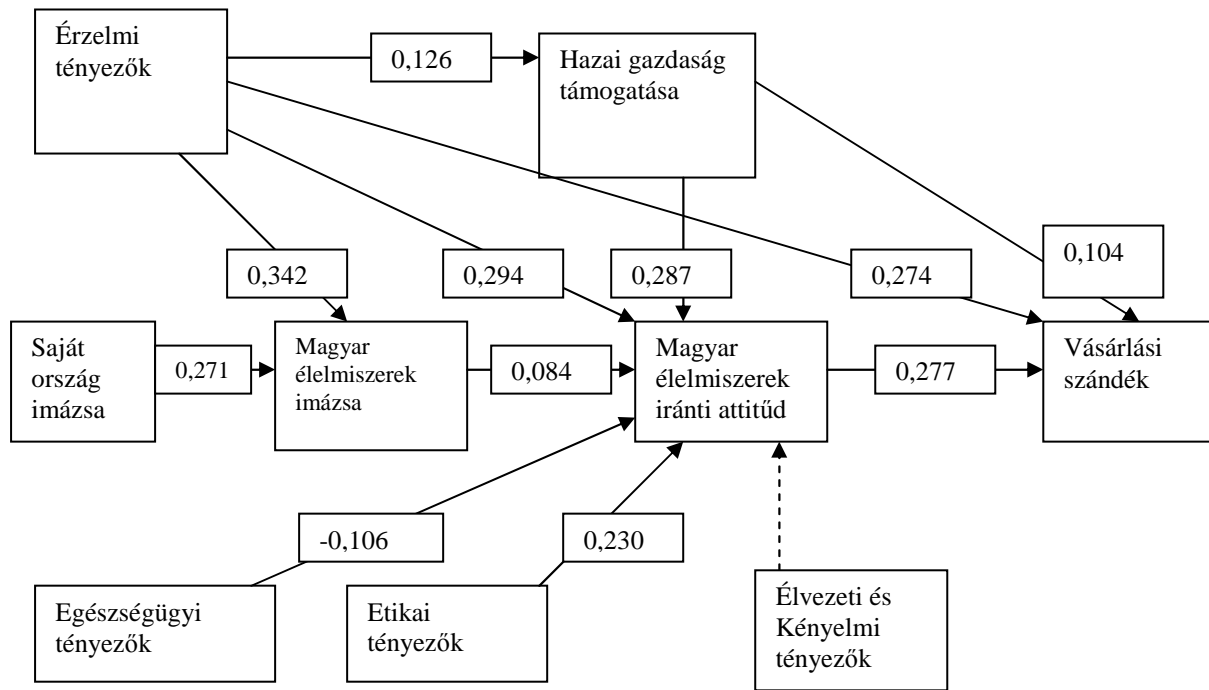 Érzelmi
tényezők
0,126
Hazai gazdaság
támogatása
0,342
0,294
0,287
0,274
0,104
Saját
ország
imázsa
0,271
Magyar
élelmiszerek
imázsa
0,084
Magyar
élelmiszerek
iránti attitűd
0,277
Vásárlási
szándék
-0,106
0,230
Egészségügyi
tényezők
Etikai
tényezők
Élvezeti és
Kényelmi
tényezők